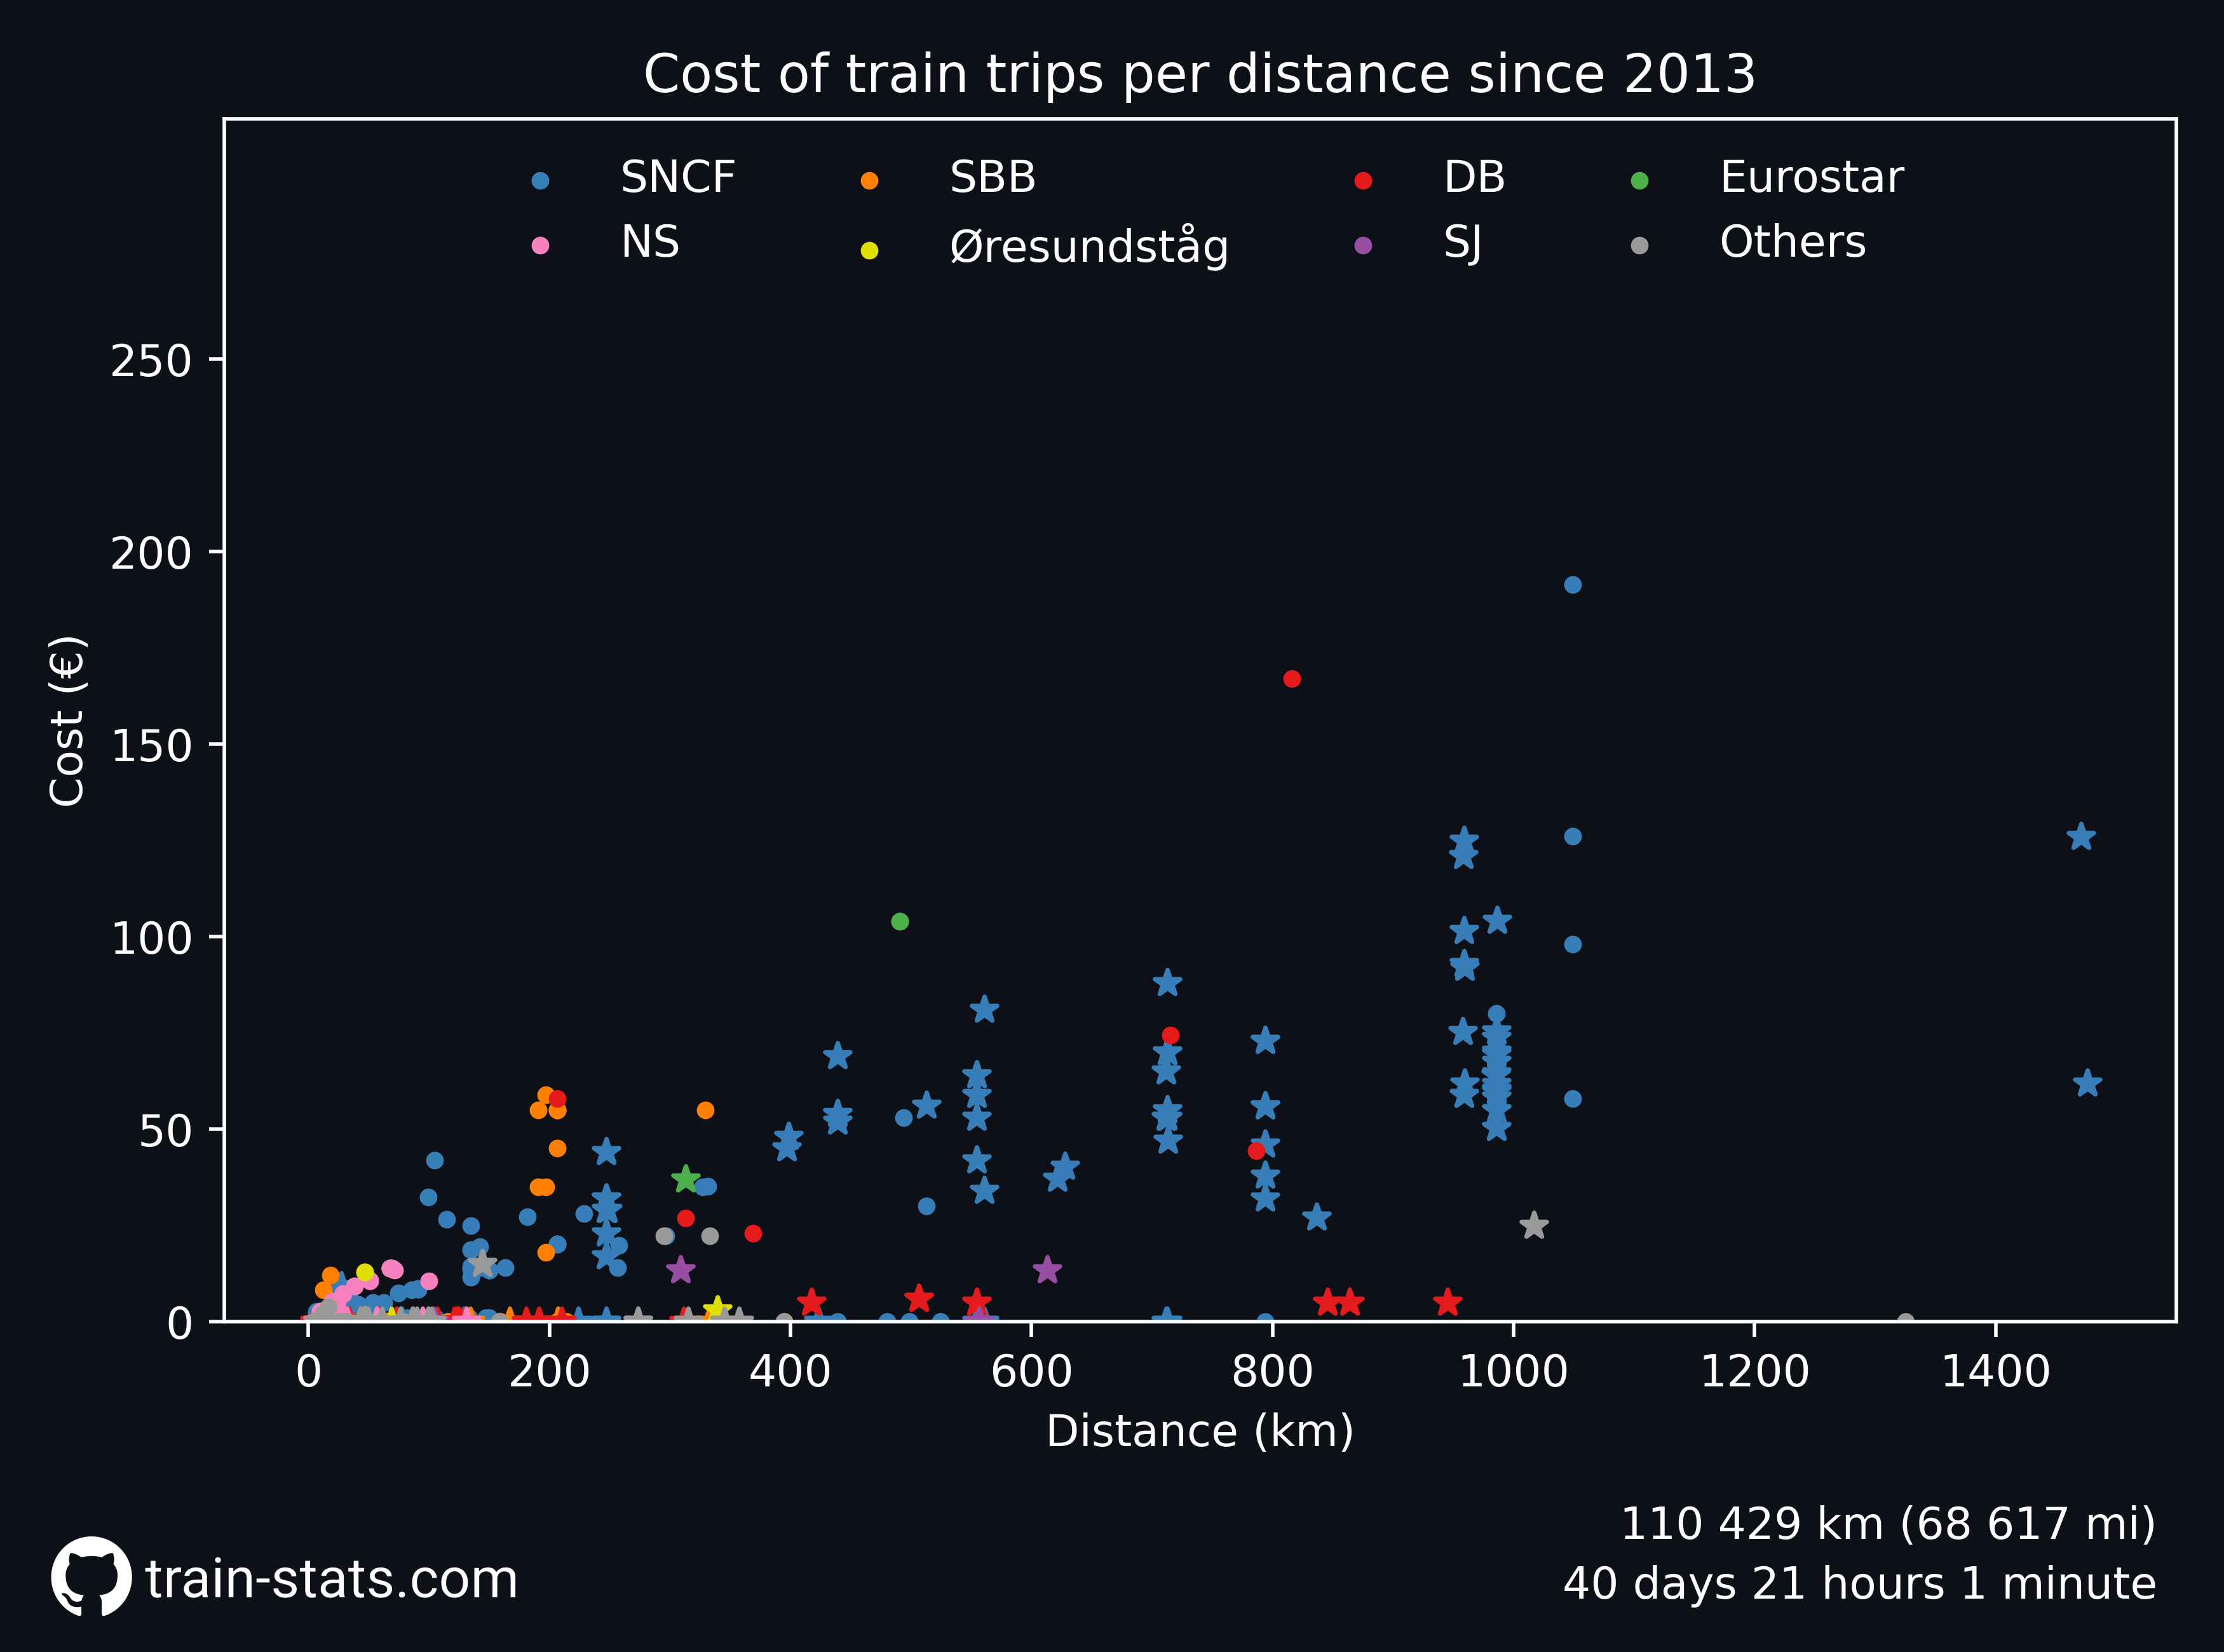 Cost of train trips per distance since 2013
SNCF SBB DB Eurostar
NS Øresundståg SJ Others
250
200
150
100
50
0
Cost (€)
0 200 400 600 800 1000 1200 1400
Distance (km)
110 429 km (68 617 mi)
40 days 21 hours 1 minute
train-stats.com